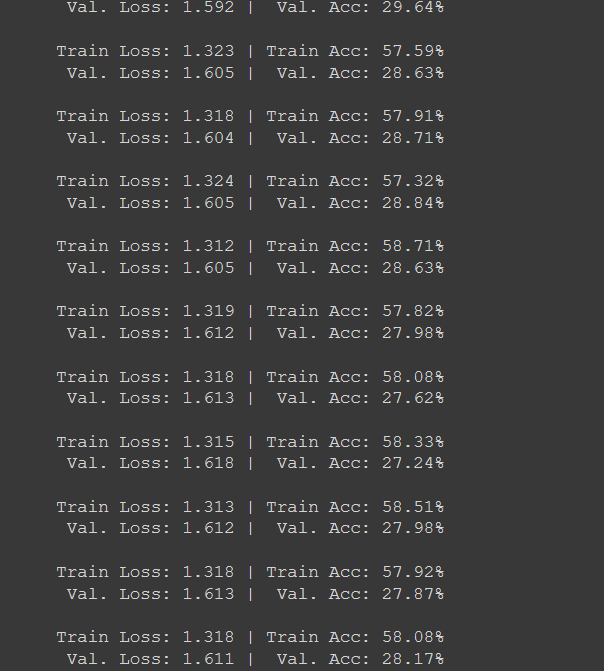 Val. Loss: 1.592 | Val. Acc: 29.64%
Train Loss: 1.323 | Train Acc: 57.59%
Val. Loss: 1.605 | Val. Acc: 28.63%
Train Loss: 1.318 | Train Acc: 57.91%
Val. Loss: 1.604 | Val. Acc: 28.71%
Train Loss: 1.324 | Train Acc: 57.32%
Val. Loss: 1.605 | Val. Acc: 28.84%
Train Loss: 1.312 | Train Acc: 58.71%
Val. Loss: 1.605 | Val. Acc: 28.63%
Train Loss: 1.319 | Train Acc: 57.82%
Val. Loss: 1.612 | Val. Acc: 27.98%
Train Loss: 1.318 | Train Acc: 58.08%
Val. Loss: 1.613 | Val. Acc: 27.62%
Train Loss: 1.315 | Train Acc: 58.33%
Val. Loss: 1.618 | Val. Acc: 27.24%
Train Loss: 1.313 | Train Acc: 58.51%
Val. Loss: 1.612 | Val. Acc: 27.98%
Train Loss: 1.318 | Train Acc: 57.92%
Val. Loss: 1.613 | Val. Acc: 27.87%
Train Loss: 1.318 | Train Acc: 58.08%
Val. Loss: 1.611 | Val. Acc: 28.17%